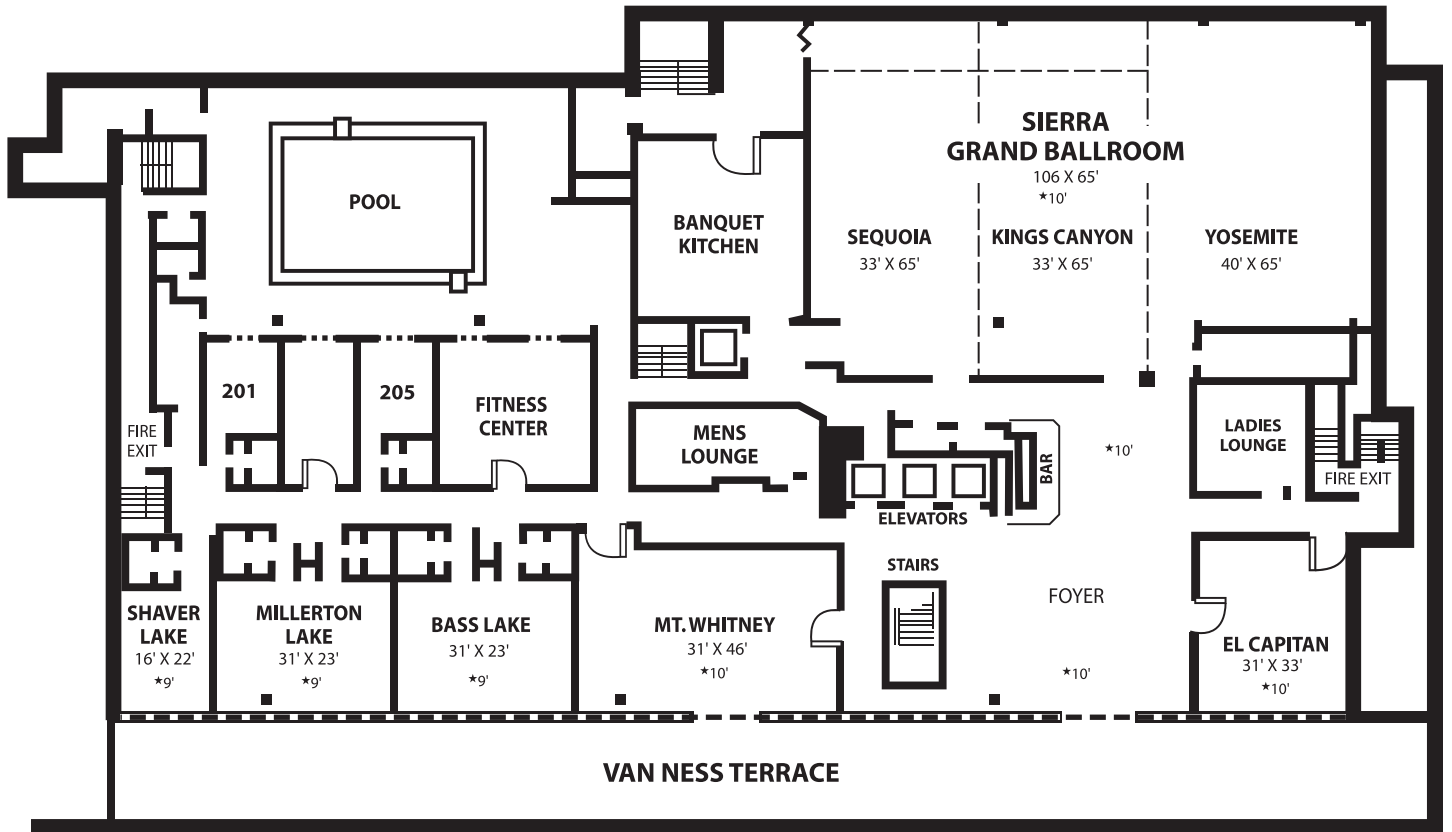 SIERRA
GRAND BALLROOM
106 X 65'
★10'
POOL
BANQUET
KITCHEN
SEQUOIA
33' X 65'
KINGS CANYON
33' X 65'
YOSEMITE
40' X 65'
201
205
FITNESS
CENTER
MENS
LOUNGE
FIRE
EXIT
BAR
★10'
LADIES
LOUNGE
FIRE EXIT
ELEVATORS
STAIRS
FOYER
★10'
SHAVER
LAKE
16' X 22'
★9'
MILLERTON
LAKE
31' X 23'
★9'
BASS LAKE
31' X 23'
★9'
MT. WHITNEY
31' X 46'
★10'
EL CAPITAN
31' X 33'
★10'
VAN NESS TERRACE